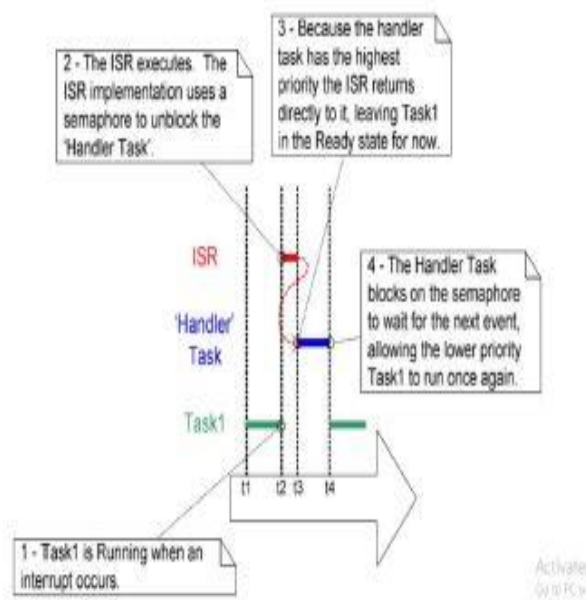 3 - Because the handler
task has the highest
priority the ISR returns
directly to it, leaving Task1
in the Ready state for now.
2 - The ISR executes. The
ISR implementation uses a
semaphore to unblock the
'Handler Task'.
ISR
'Handler'
Task
4 - The Handler Task
blocks on the semaphore
to wait for the next event,
allowing the lower priority
Task1 to run once again.
Task1
t1 t2 t3 t4
1 - Task1 is Running when an
interrupt occurs.
Activate
Go to PC